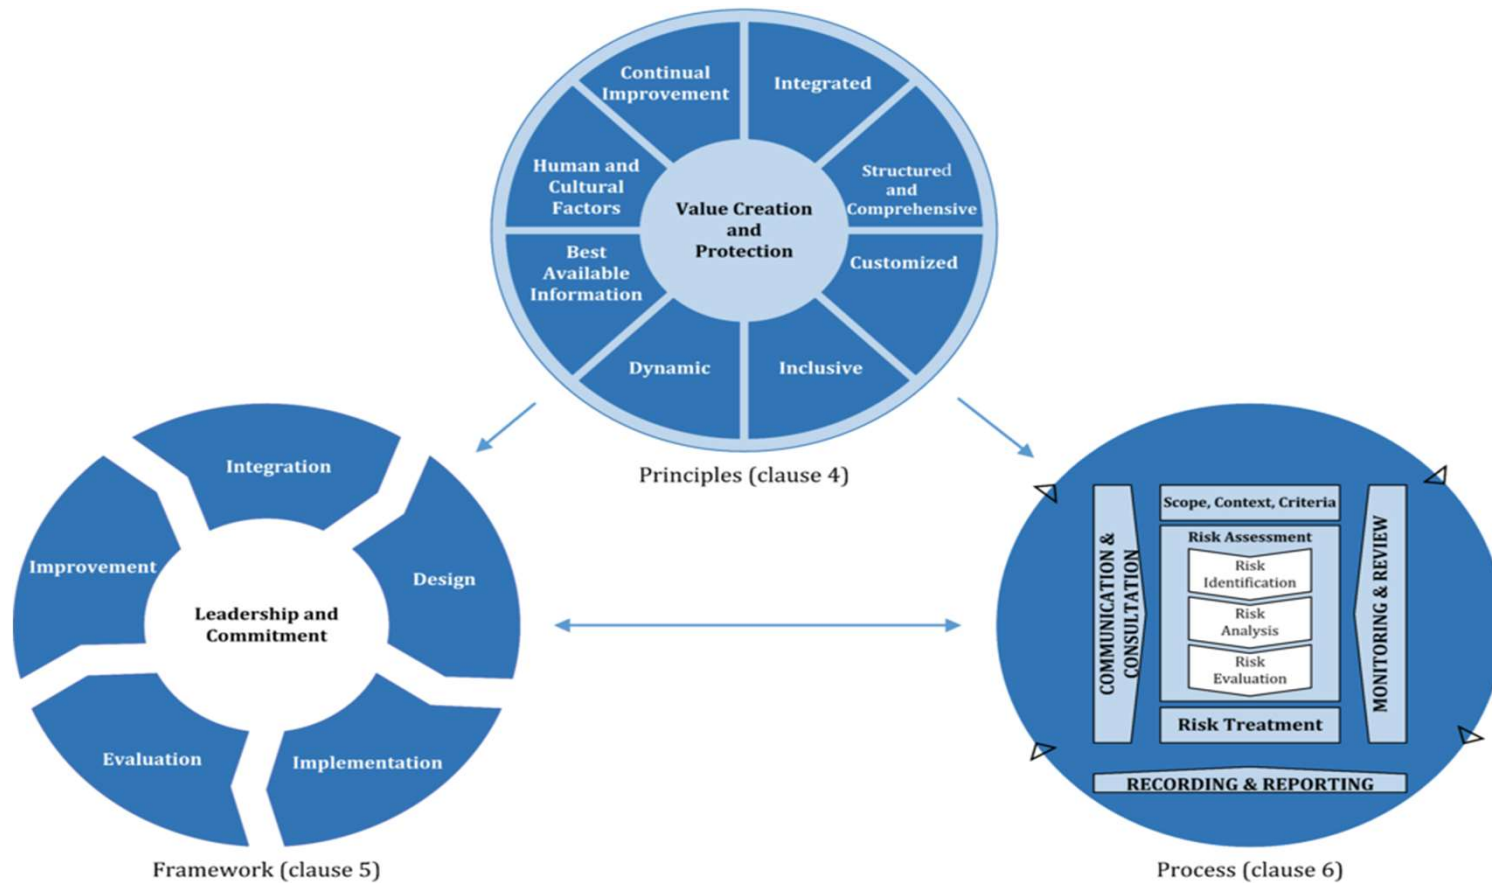 Continual
Improvement
Integrated
Human and
Cultural
Factors
Structured
and
Comprehensive
Value Creation
and
Protection
Best
Available
Information
Customized
Dynamic
Inclusive
Principles (clause 4)
Integration
Improvement
Design
Leadership and
Commitment
Evaluation
Implementation
Framework (clause 5)
Scope, Context, Criteria
COMMUNICATION &
CONSULTATION
Risk Assessment
Risk
Identification
Risk
Analysis
Risk
Evaluation
MONITORING & REVIEW
Risk Treatment
RECORDING & REPORTING
Process (clause 6)